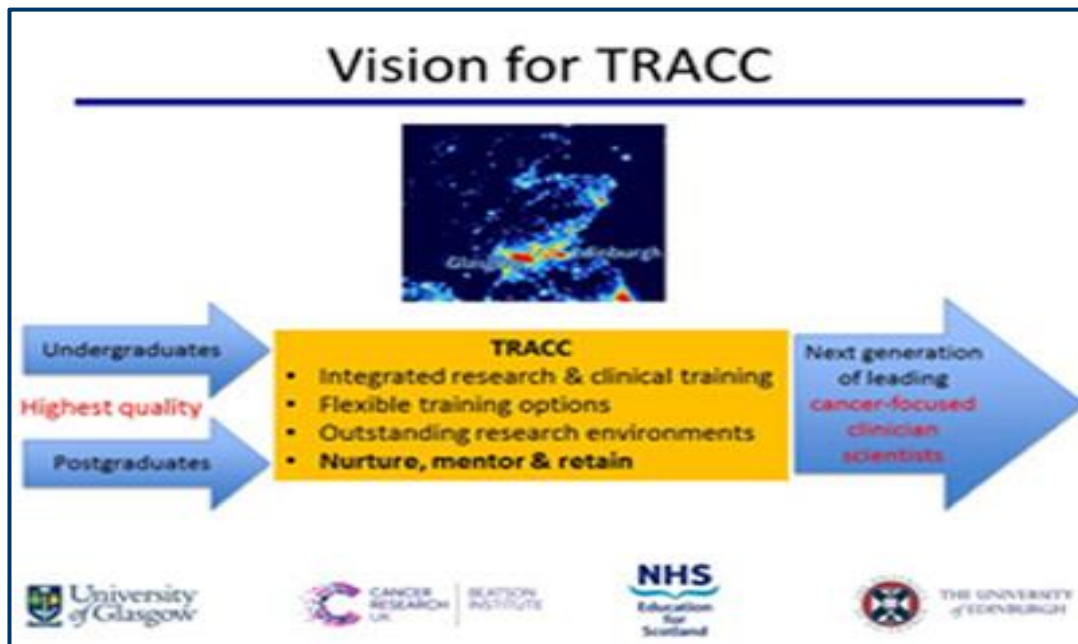 Vision for TRACC
Glasgow
Edinburgh
Undergraduates
Highest quality
Postgraduates
TRACC
• Integrated research & clinical training
• Flexible training options
• Outstanding research environments
• Nurture, mentor & retain
Next generation
of leading
cancer-focused
clinician
scientists
University
of Glasgow
CANCER
RESEARCH
UK
BEATSON
INSTITUTE
NHS
Education
for
Scotland
THE UNIVERSITY
of EDINBURGH